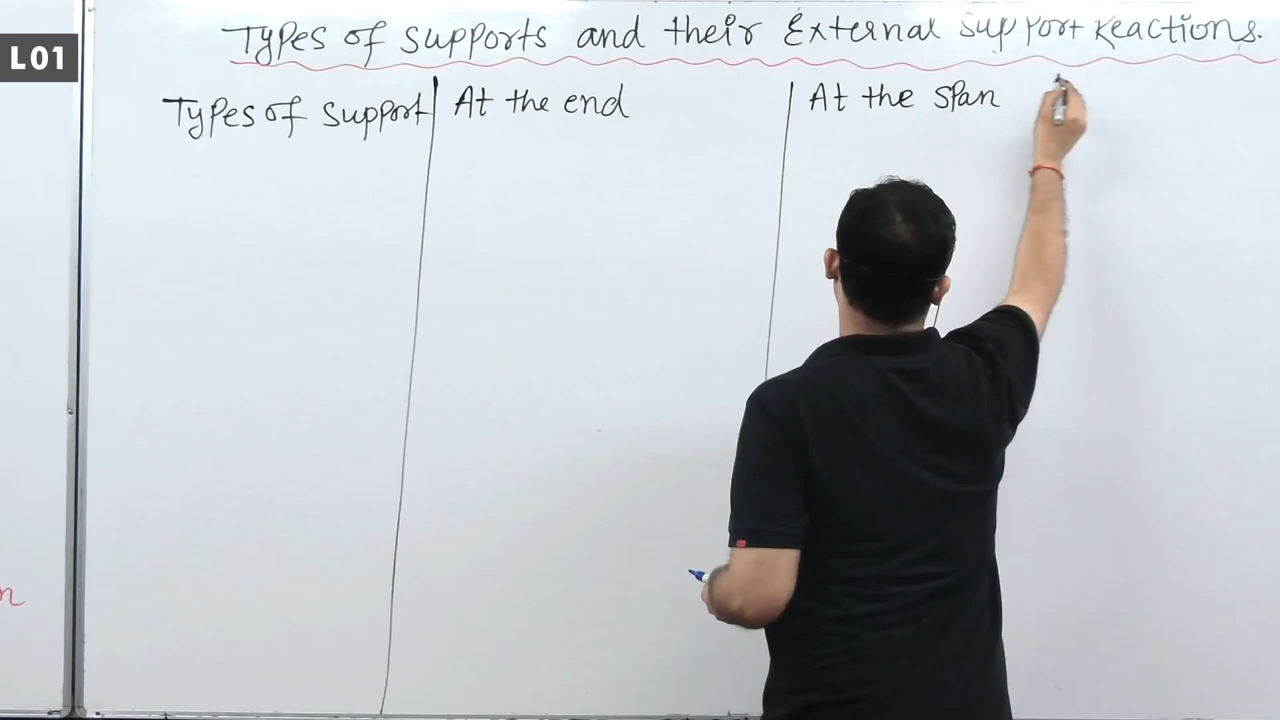 L01
Types of supports and their External Support Reactions.
Types of support At the end At the span
n